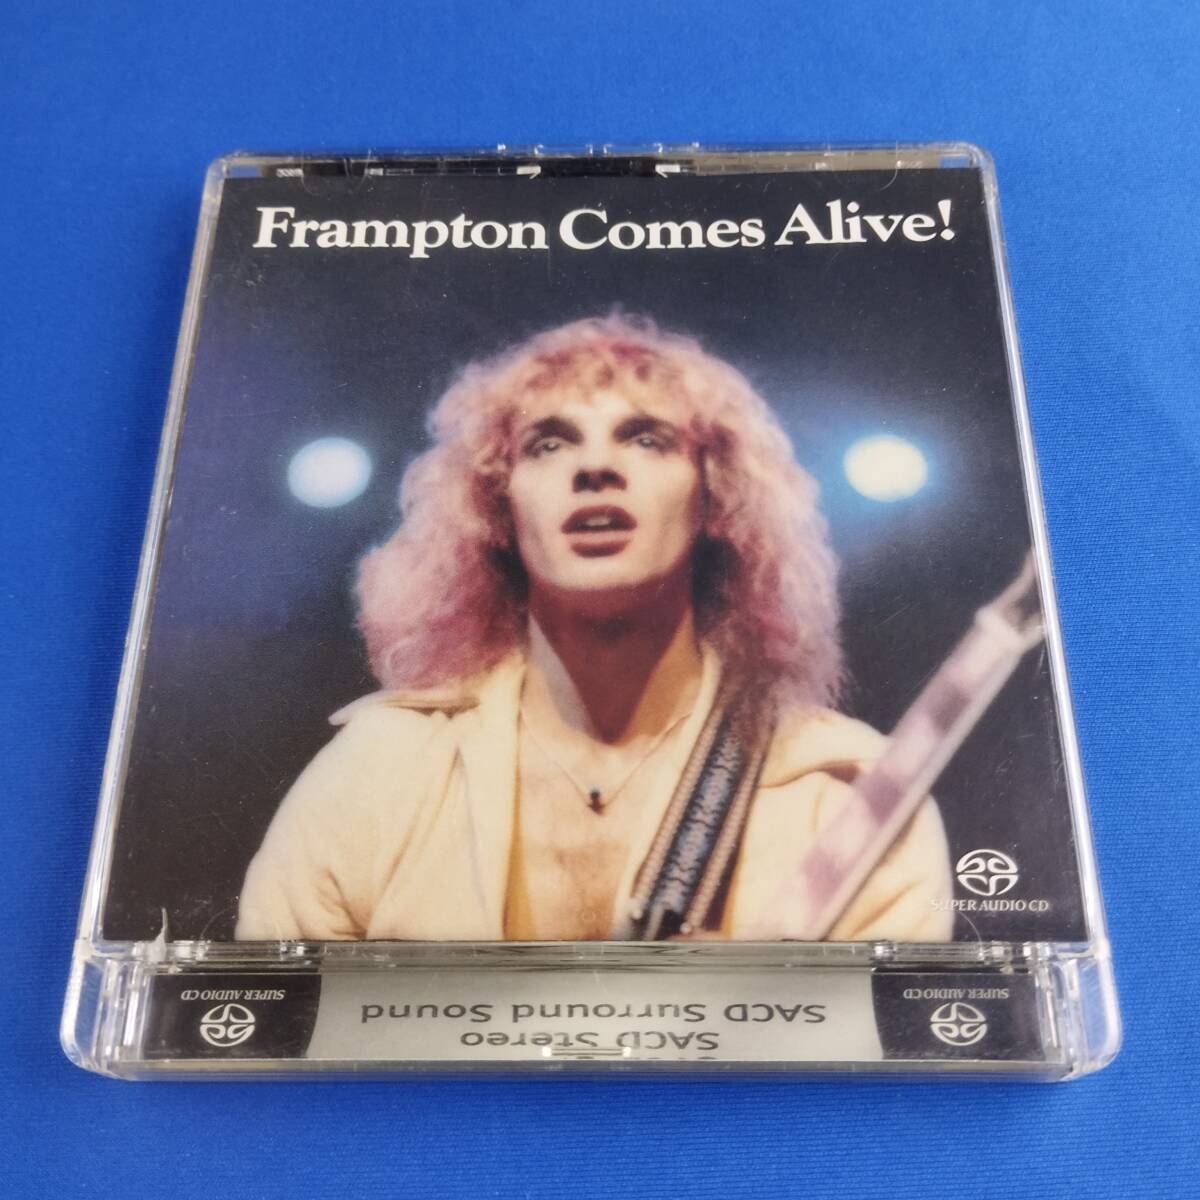 Frampton Comes Alive!
SUPER AUDIO CD
SUPER AUDIO CD
SACD Surround Sound
SUPER AUDIO CD
SACD Stereo